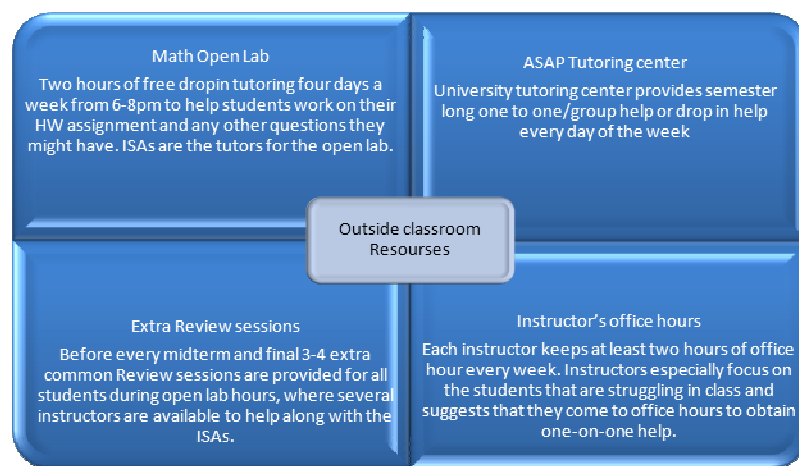 Math Open Lab
Two hours of free dropin tutoring four days a
week from 6-8pm to help students work on their
HW assignment and any other questions they
might have. ISAs are the tutors for the open lab.
ASAP Tutoring center
University tutoring center provides semester
long one to one/group help or drop in help
every day of the week
Outside classroom
Resourses
Extra Review sessions
Before every midterm and final 3-4 extra
common Review sessions are provided for all
students during open lab hours, where several
instructors are available to help along with the
ISAs.
Instructor's office hours
Each instructor keeps at least two hours of office
hour every week. Instructors especially focus on
the students that are struggling in class and
suggests that they come to office hours to obtain
one-on-one help.